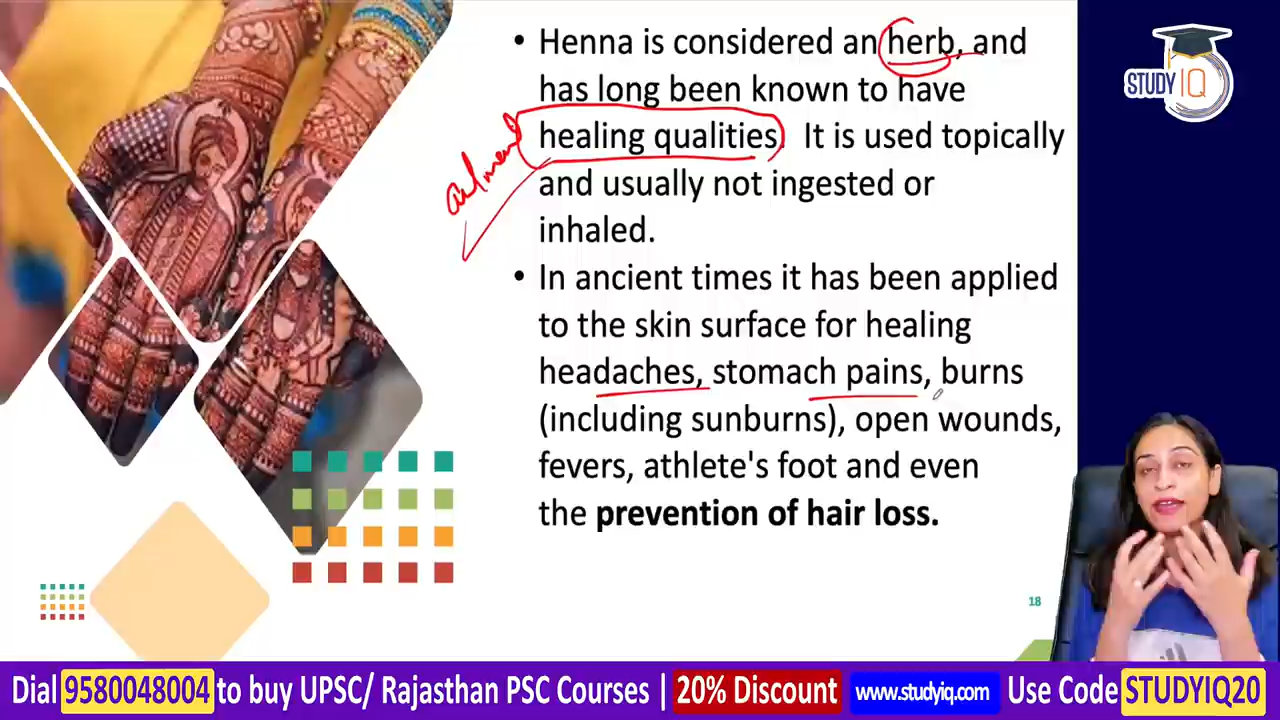 • Henna is considered an herb, and
has long been known to have
healing qualities. It is used topically
and usually not ingested or
inhaled.
• In ancient times it has been applied
to the skin surface for healing
headaches, stomach pains, burns
(including sunburns), open wounds,
fevers, athlete's foot and even
the prevention of hair loss.
STUDY IQ
18
Dial 9580048004 to buy UPSC/ Rajasthan PSC Courses | 20% Discount www.studyiq.com Use Code STUDYIQ20